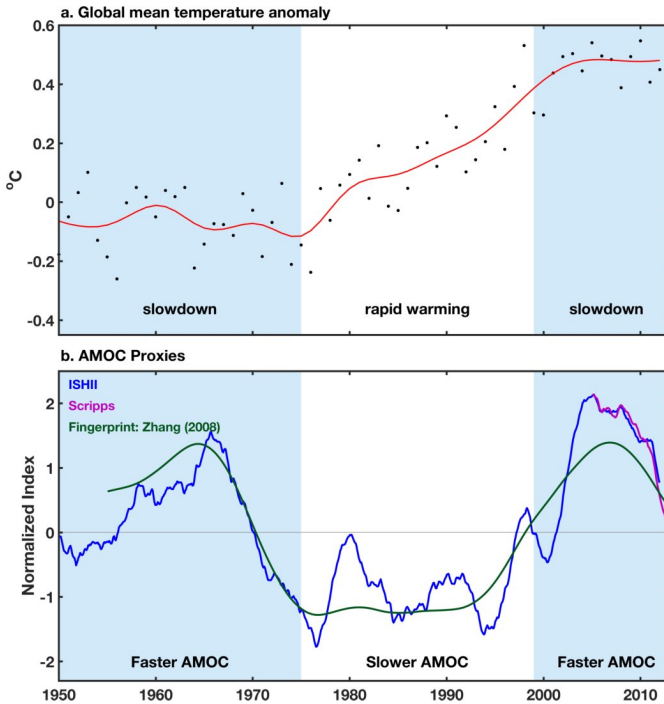 a. Global mean temperature anomaly
0.6
0.4
0.2
0
-0.2
-0.4
°C
slowdown
rapid warming
slowdown
b. AMOC Proxies
ISHII
Scripps
Fingerprint: Zhang (2008)
2
1
0
-1
-2
Normalized Index
Faster AMOC
Slower AMOC
Faster AMOC
1950
1960
1970
1980
1990
2000
2010